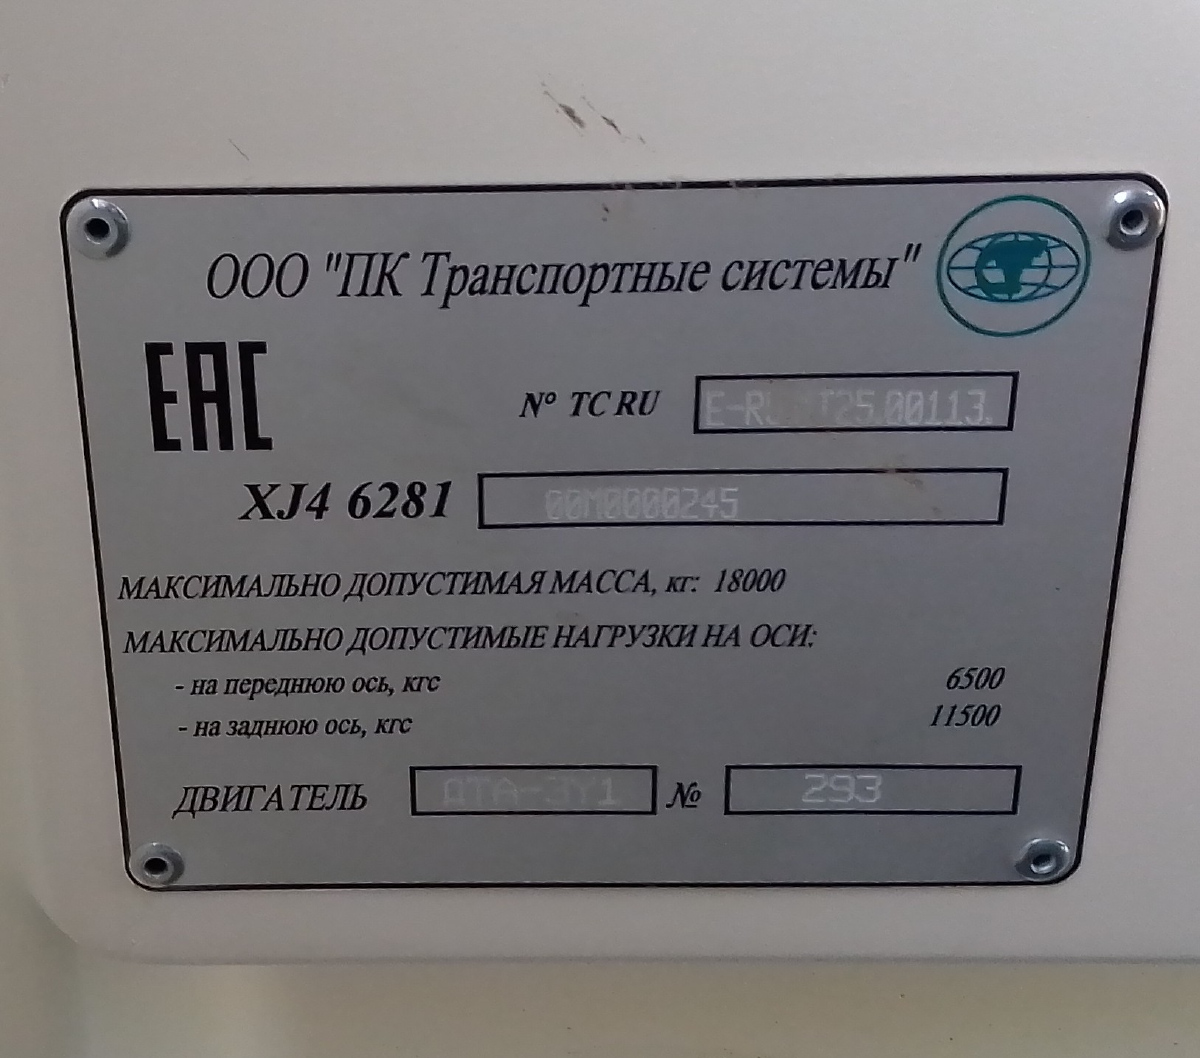 ООО "ПК Транспортные системы"
ЕАС
№ ТС RU
XJ4 6281 00M0000245
МАКСИМАЛЬНО ДОПУСТИМАЯ МАССА, кг: 18000
МАКСИМАЛЬНО ДОПУСТИМЫЕ НАГРУЗКИ НА ОСИ:
- на переднюю ось, кгс 6500
- на заднюю ось, кгс 11500
ДВИГАТЕЛЬ № 293